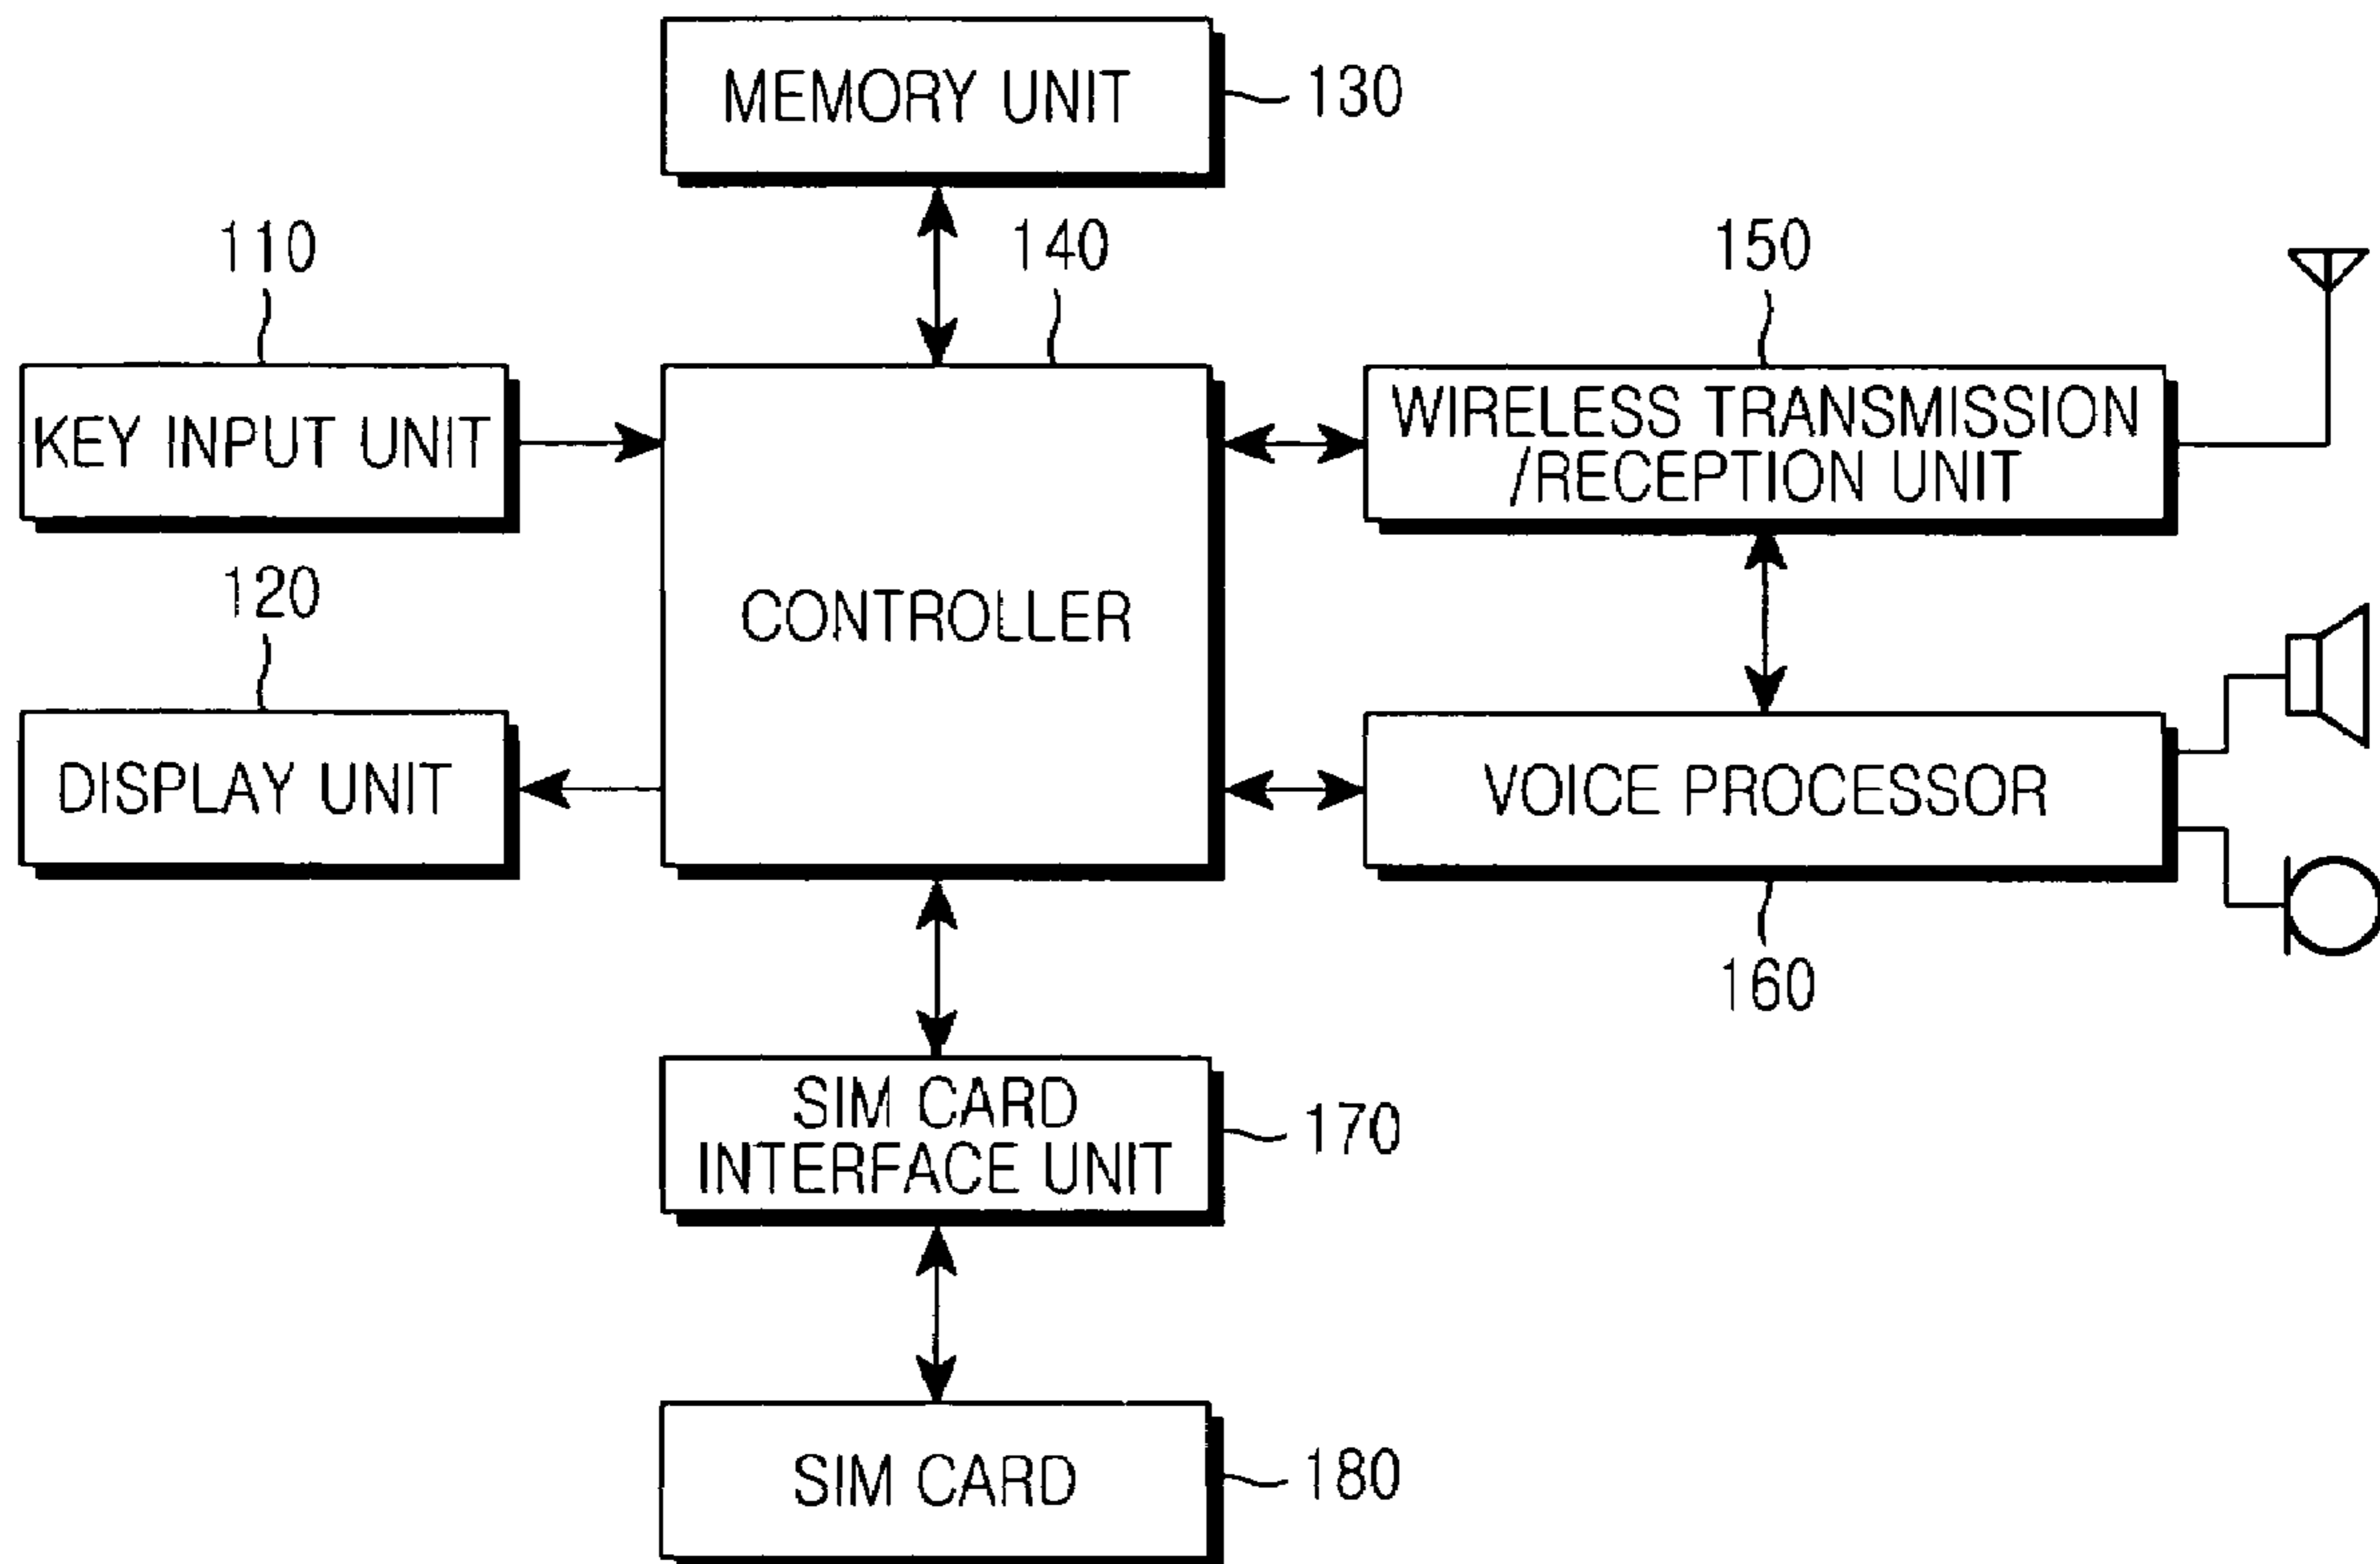 MEMORY UNIT
130
110
140
150
KEY INPUT UNIT
WIRELESS TRANSMISSION
/RECEPTION UNIT
120
CONTROLLER
DISPLAY UNIT
VOICE PROCESSOR
160
SIM CARD
INTERFACE UNIT
170
SIM CARD
180